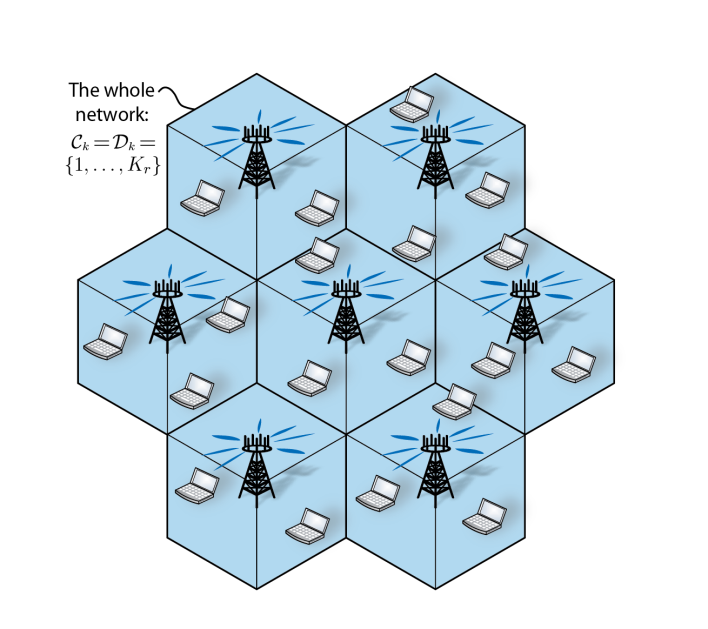 The whole
network:
𝒞ₖ=𝒟ₖ=
{1, . . . , Kᵣ}